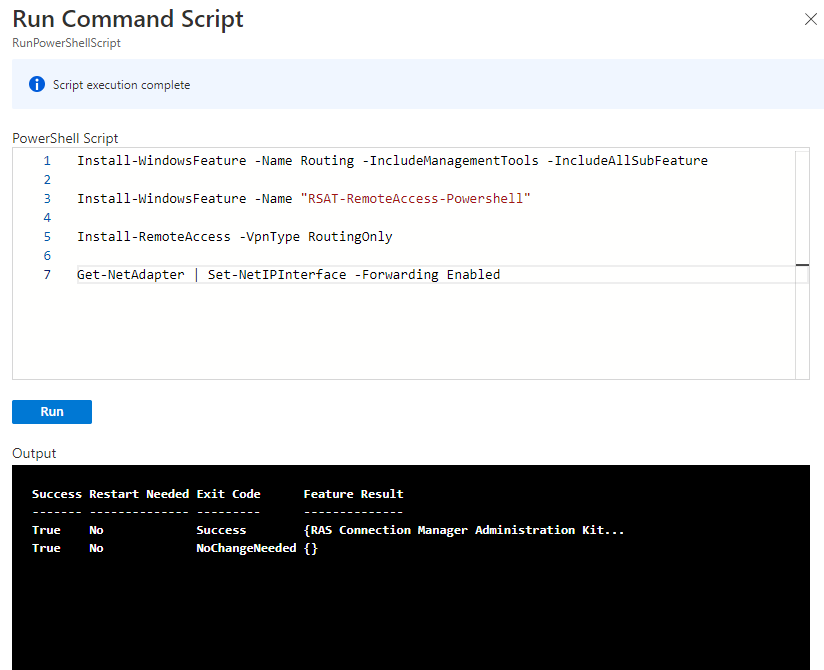 Run Command Script
RunPowerShellScript
Script execution complete
PowerShell Script
1 Install-WindowsFeature -Name Routing -IncludeManagementTools -IncludeAllSubFeature
2
3 Install-WindowsFeature -Name "RSAT-RemoteAccess-Powershell"
4
5 Install-RemoteAccess -VpnType RoutingOnly
6
7 Get-NetAdapter | Set-NetIPInterface -Forwarding Enabled
Run
Output
Success Restart Needed Exit Code      Feature Result
------- -------------- ---------      --------------
True    No             Success        {RAS Connection Manager Administration Kit...
True    No             NoChangeNeeded {}